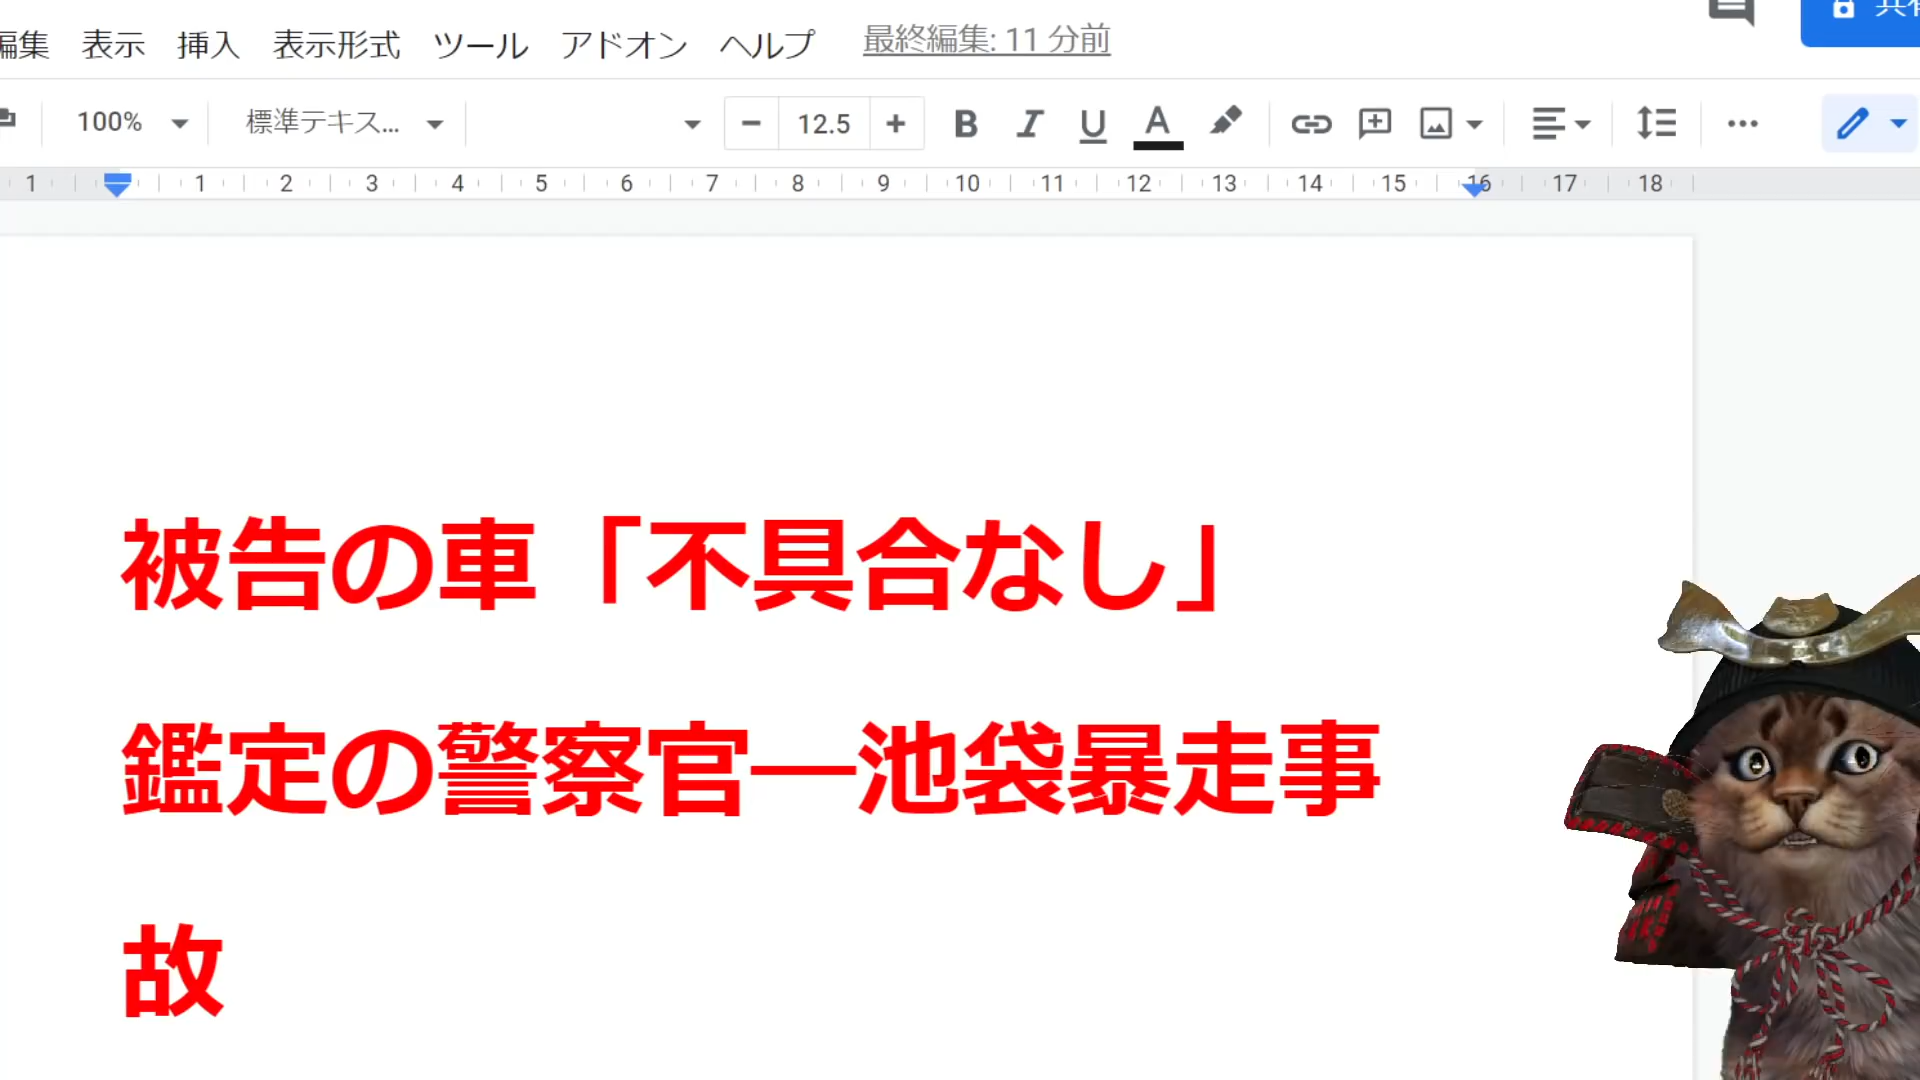 編集 表示 挿入 表示形式 ツール アドオン ヘルプ 最終編集: 11 分前
100% 標準テキス... 12.5 B I U A
1 1 2 3 4 5 6 7 8 9 10 11 12 13 14 15 16 17 18
被告の車「不具合なし」
鑑定の警察官―池袋暴走事
故